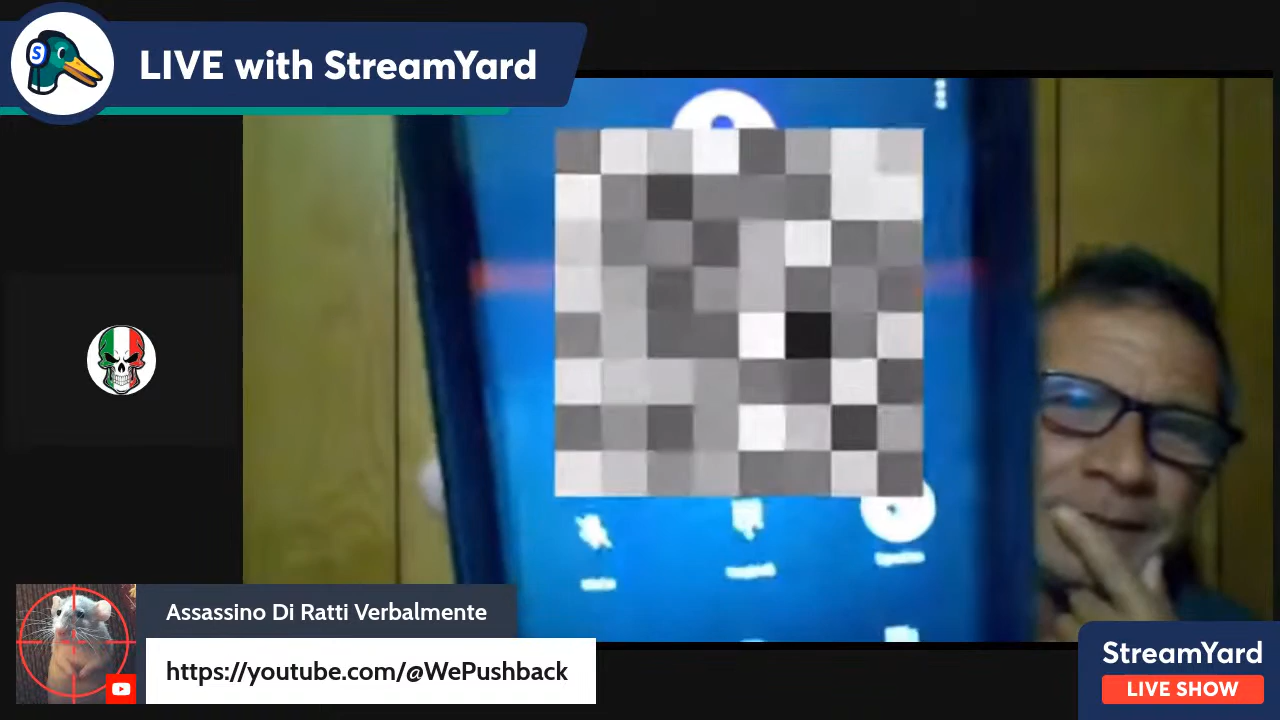 LIVE with StreamYard
Assassino Di Ratti Verbalmente
https://youtube.com/@WePushback
StreamYard
LIVE SHOW